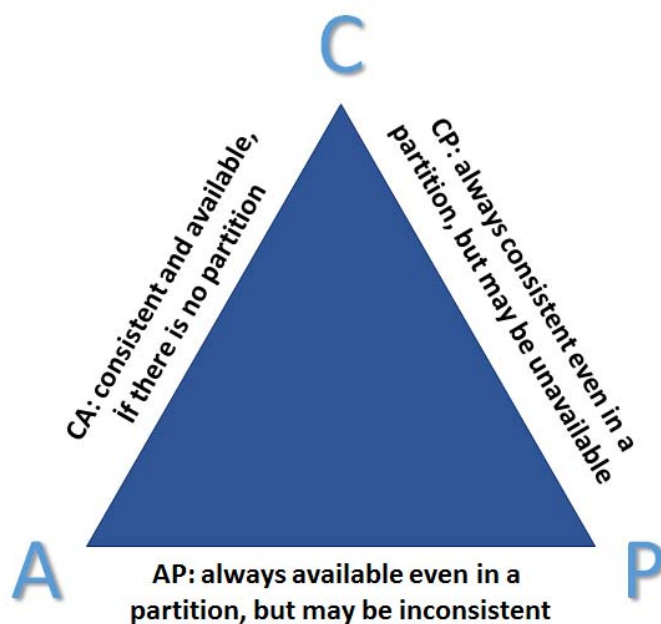 C
CA: consistent and available,
if there is no partition
CP: always consistent even in a
partition, but may be unavailable
A
P
AP: always available even in a
partition, but may be inconsistent